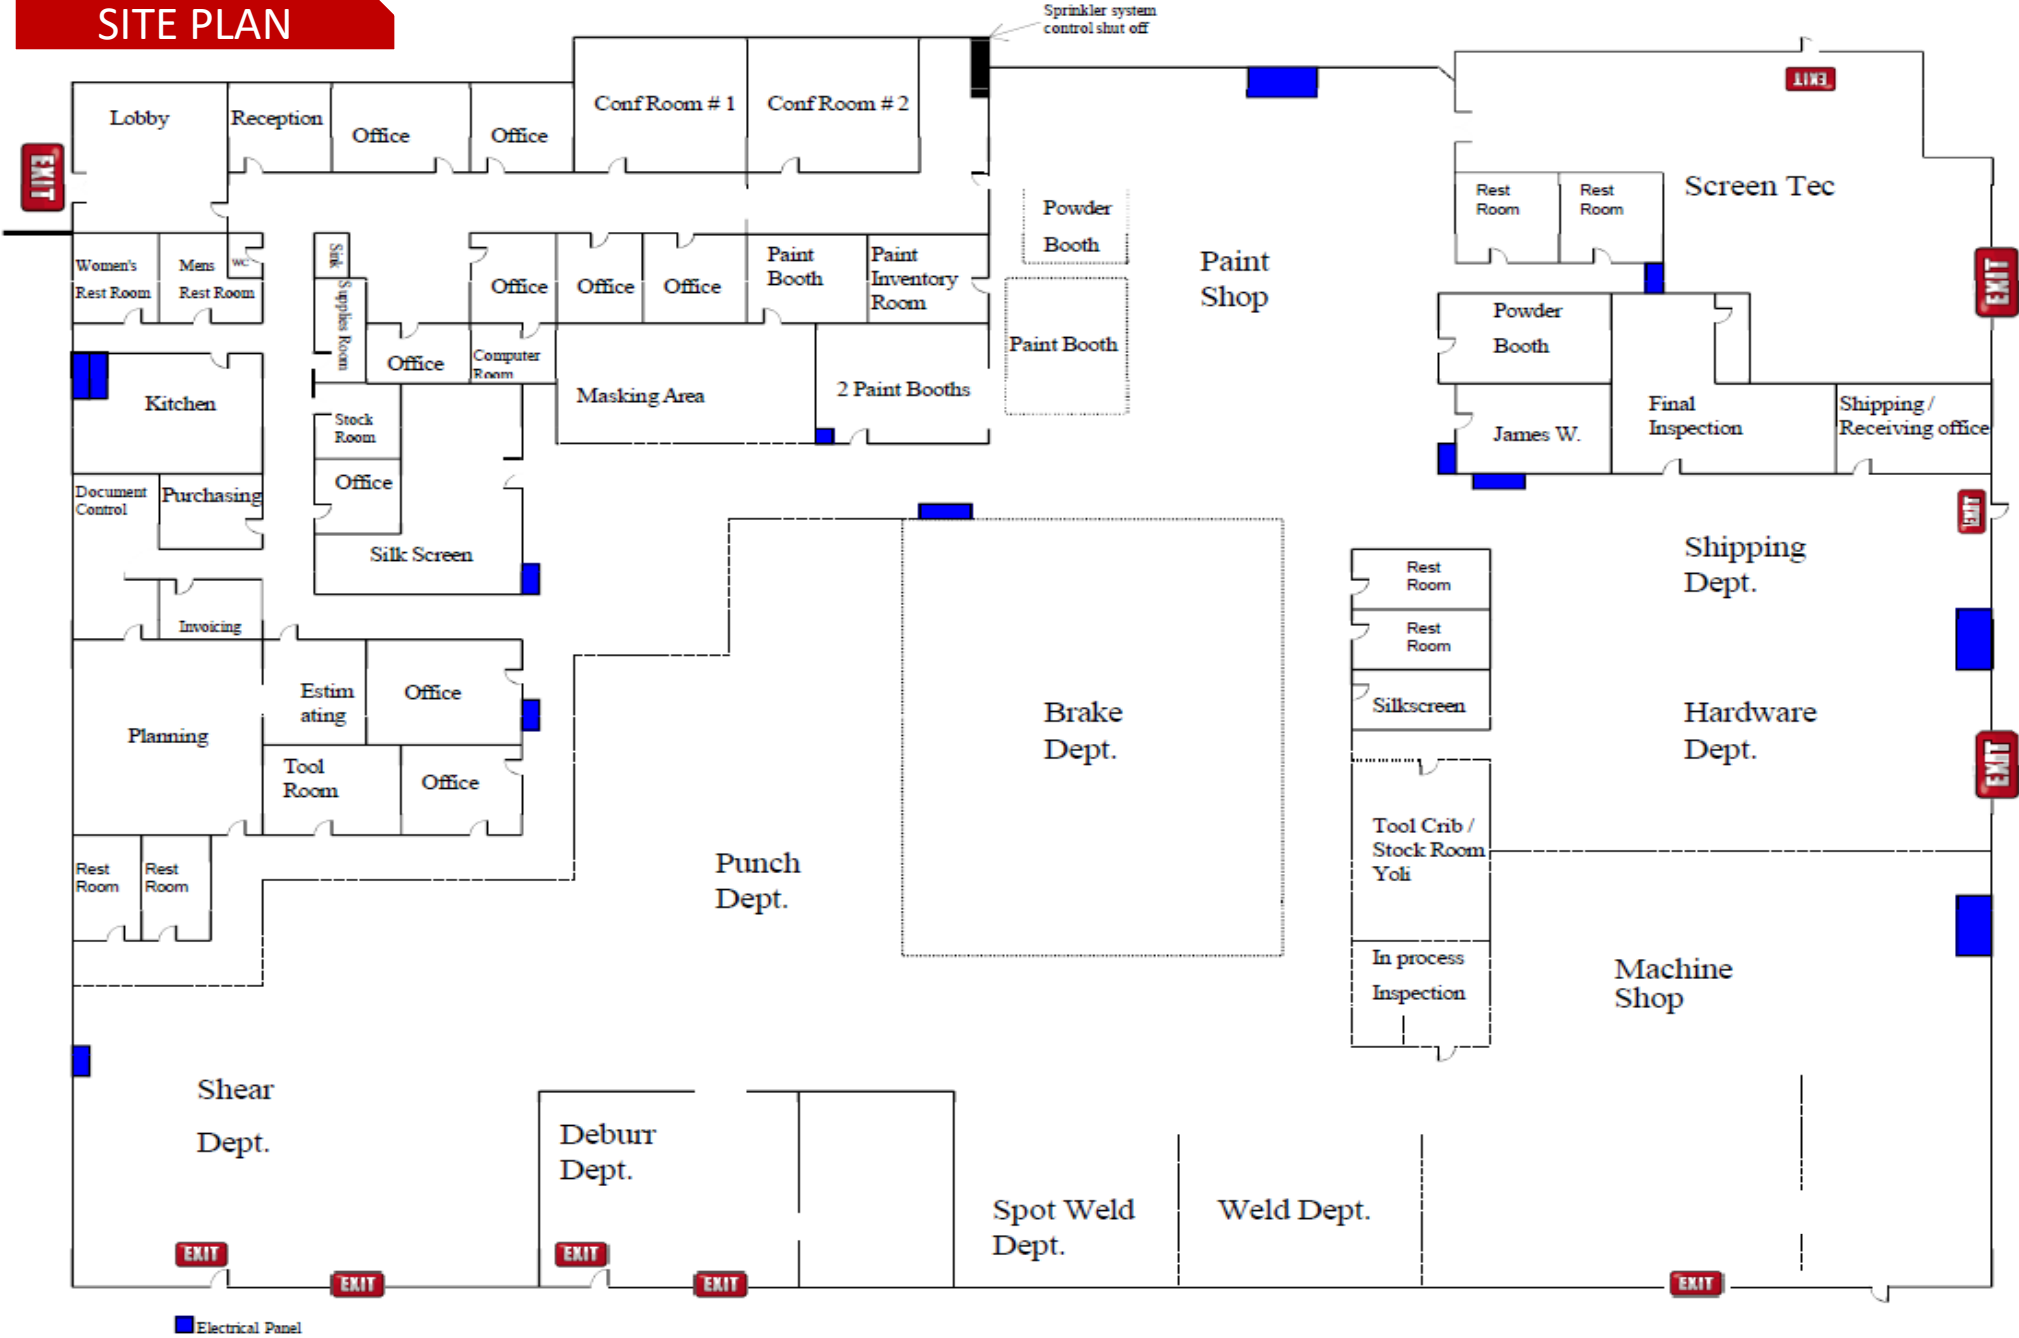 SITE PLAN
Sprinkler system
control shut off
EXIT
Lobby
Reception
Office
Office
Conf Room # 1
Conf Room # 2
EXIT
Screen Tec
Rest
Room
Rest
Room
Powder
Booth
Paint
Shop
Women's
Rest Room
Mens
Rest Room
WC
Sink
Supplies Room
Office
Office
Office
Paint
Booth
Paint
Inventory
Room
EXIT
Paint Booth
Powder
Booth
Office
Computer
Room
Masking Area
2 Paint Booths
Kitchen
Stock
Room
Final
Inspection
Shipping /
Receiving office
James W.
Document
Control
Purchasing
Office
EXIT
Silk Screen
Shipping
Dept.
Rest
Room
Rest
Room
Invoicing
Silkscreen
Estim
ating
Office
Brake
Dept.
Hardware
Dept.
Planning
EXIT
Tool
Room
Office
Tool Crib /
Stock Room
Yoli
Rest
Room
Rest
Room
Punch
Dept.
In process
Inspection
Machine
Shop
Shear
Dept.
Deburr
Dept.
Spot Weld
Dept.
Weld Dept.
EXIT
EXIT
EXIT
EXIT
EXIT
Electrical Panel